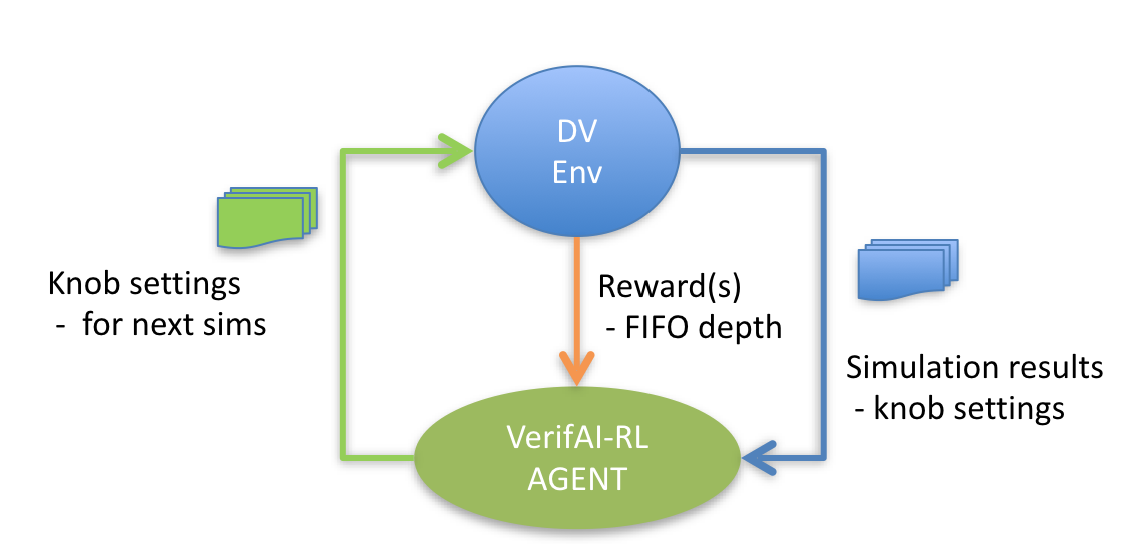 DV
Env
Knob settings
- for next sims
Reward(s)
- FIFO depth
Simulation results
- knob settings
VerifAI-RL
AGENT